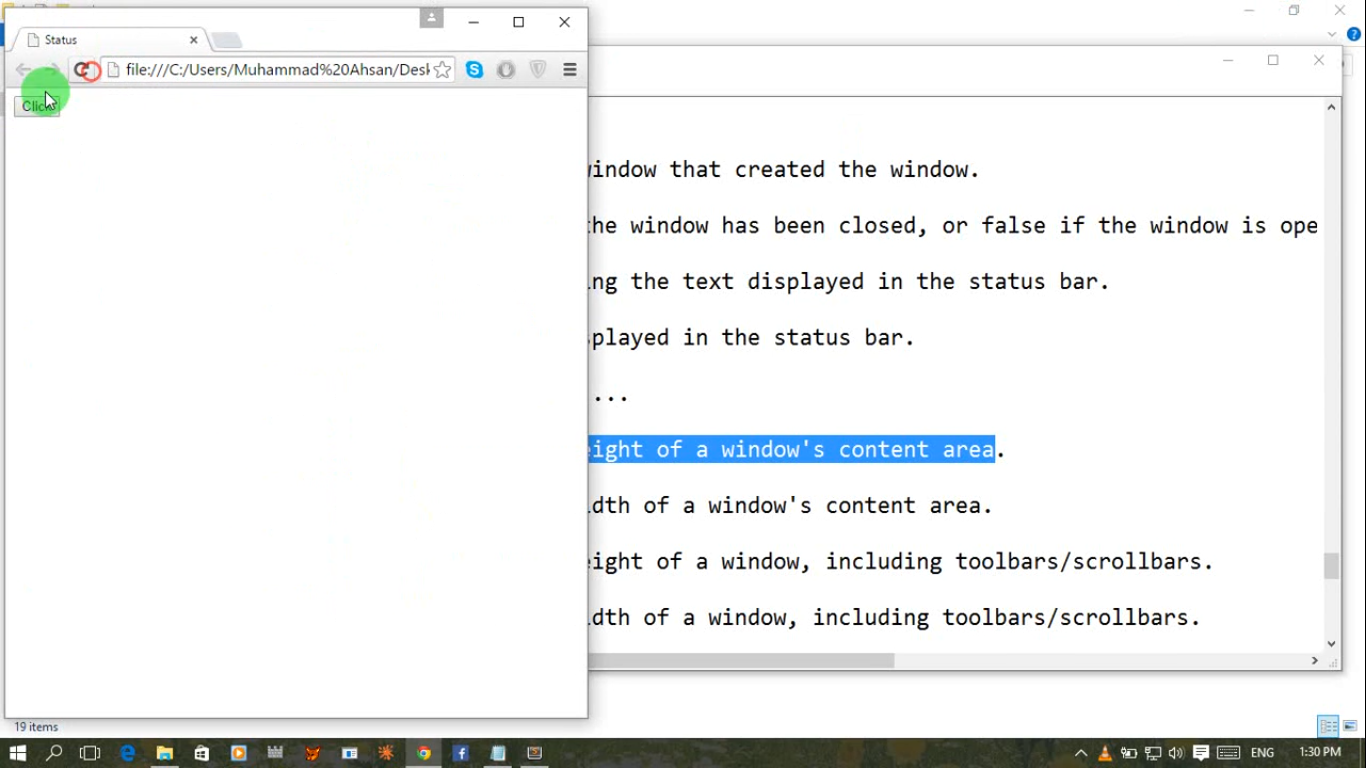 Status
file:///C:/Users/Muhammad%20Ahsan/Desk
Click
window that created the window.
the window has been closed, or false if the window is ope
ing the text displayed in the status bar.
splayed in the status bar.
...
eight of a window's content area.
idth of a window's content area.
eight of a window, including toolbars/scrollbars.
idth of a window, including toolbars/scrollbars.
19 items
ENG
1:30 PM